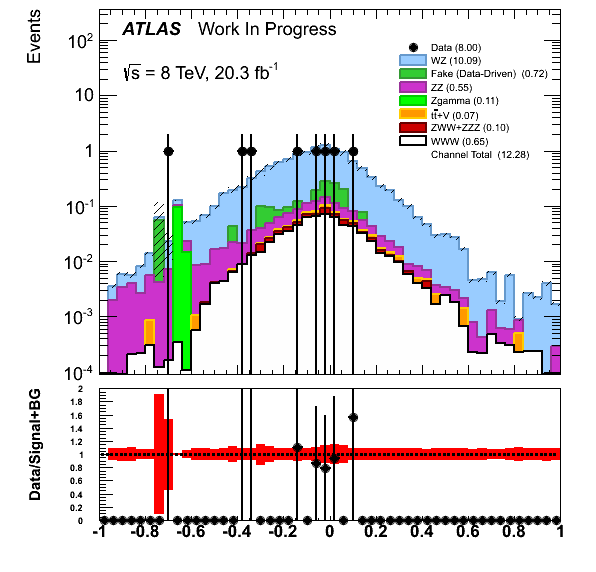 Events
ATLAS Work In Progress
√s = 8 TeV, 20.3 fb⁻¹
Data (8.00)
WZ (10.09)
Fake (Data-Driven) (0.72)
ZZ (0.55)
Zgamma (0.11)
tt̄+V (0.07)
ZWW+ZZZ (0.10)
WWW (0.65)
Channel Total (12.28)
10²
10
1
10⁻¹
10⁻²
10⁻³
10⁻⁴
Data/Signal+BG
2
1.8
1.6
1.4
1.2
1
0.8
0.6
0.4
0.2
0
-1 -0.8 -0.6 -0.4 -0.2 0 0.2 0.4 0.6 0.8 1